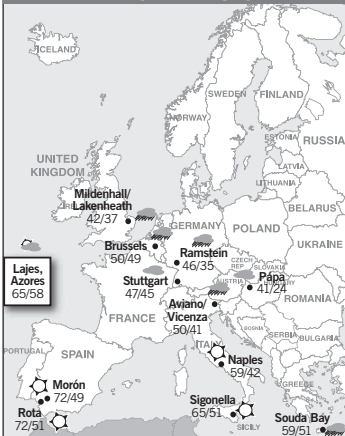 ICELAND
SWEDEN
FINLAND
NORWAY
RUSSIA
ESTONIA
LATVIA
LITHUANIA
UNITED
KINGDOM
BELARUS
Mildenhall/
Lakenheath
42/37
GERMANY
POLAND
UKRAINE
Brussels
50/49
Ramstein
46/35
CZECH
REP
SLOVAKIA
Lajes,
Azores
65/58
Stuttgart
47/45
AUSTRIA
Pápa
41/24
FRANCE
Aviano/
Vicenza
50/41
ROMANIA
BOSNIA
SERBIA
BULGARIA
ITALY
PORTUGAL
SPAIN
Naples
59/42
Morón
72/49
GREECE
Rota
72/51
Sigonella
65/51
SICILY
Souda Bay
59/51